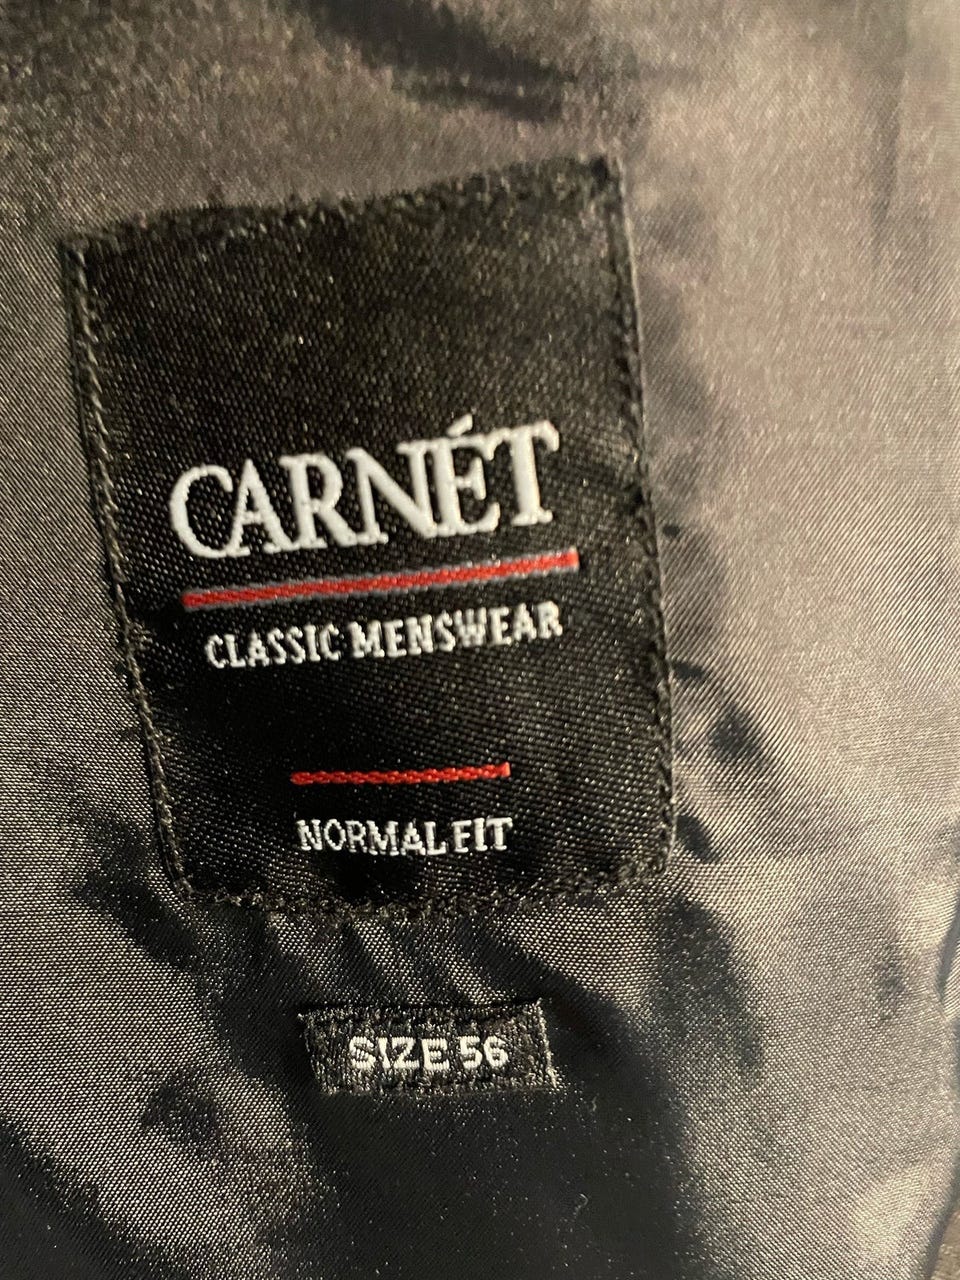 CARNÉT
CLASSIC MENSWEAR
NORMAL FIT
SIZE 56